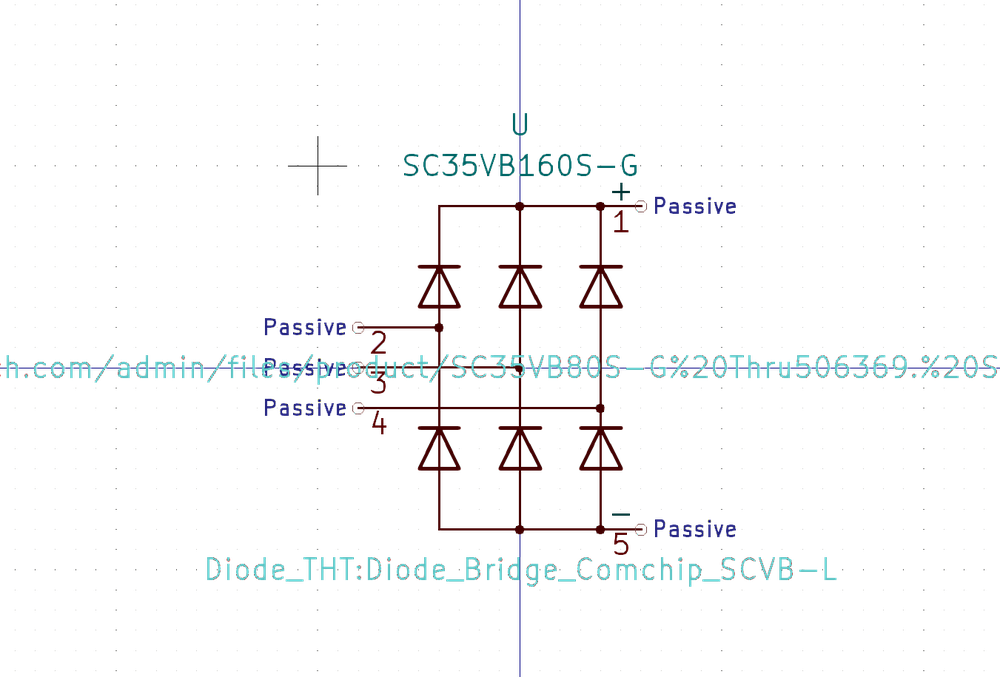 U
SC35VB160S-G
+
1 Passive
Passive 2
h.com/admin/files/product/SC35VB80S-G%20Thru506369.%20S
Passive 3
Passive 4
- Passive
5
Diode_THT:Diode_Bridge_Comchip_SCVB-L